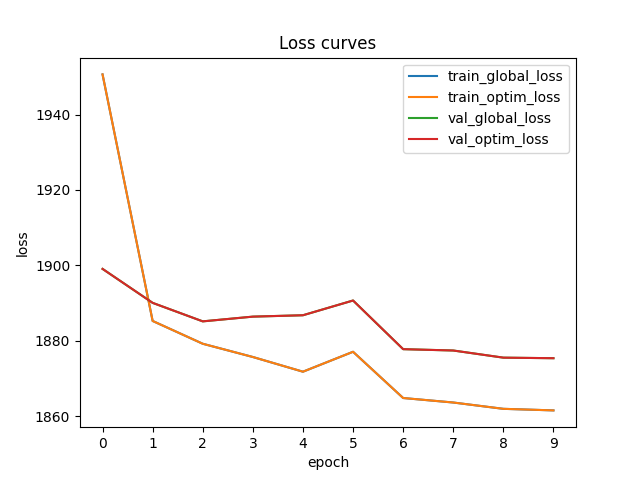 Loss curves
train_global_loss
train_optim_loss
val_global_loss
val_optim_loss
1940
1920
1900
1880
1860
loss
0 1 2 3 4 5 6 7 8 9
epoch